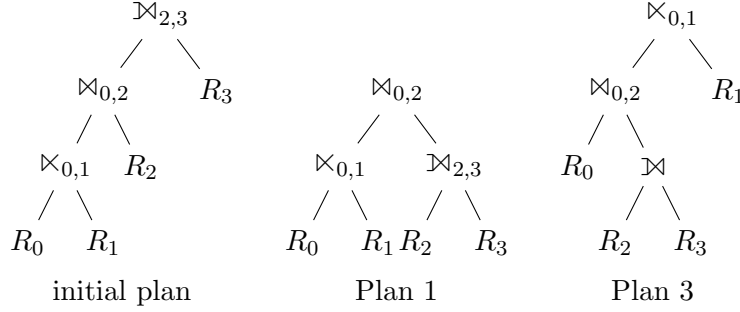 ⟕₂,₃ ⋉₀,₁
⋈₀,₂ R₃ ⋈₀,₂ ⋈₀,₂ R₁
⋉₀,₁ R₂ ⋉₀,₁ ⟕₂,₃ R₀ ⟕
R₀ R₁ R₀ R₁ R₂ R₃ R₂ R₃
initial plan Plan 1 Plan 3